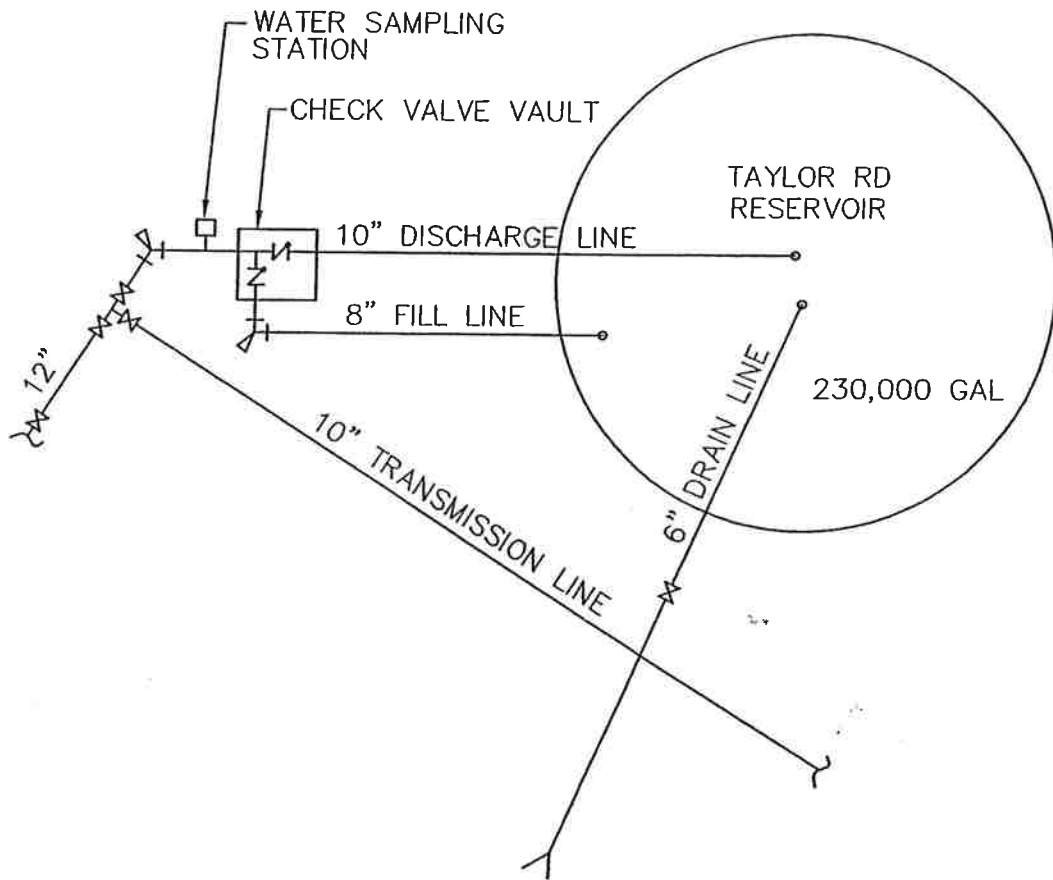 WATER SAMPLING
STATION
CHECK VALVE VAULT
TAYLOR RD
RESERVOIR
10” DISCHARGE LINE
8” FILL LINE
12”
230,000 GAL
10” TRANSMISSION LINE
6” DRAIN LINE